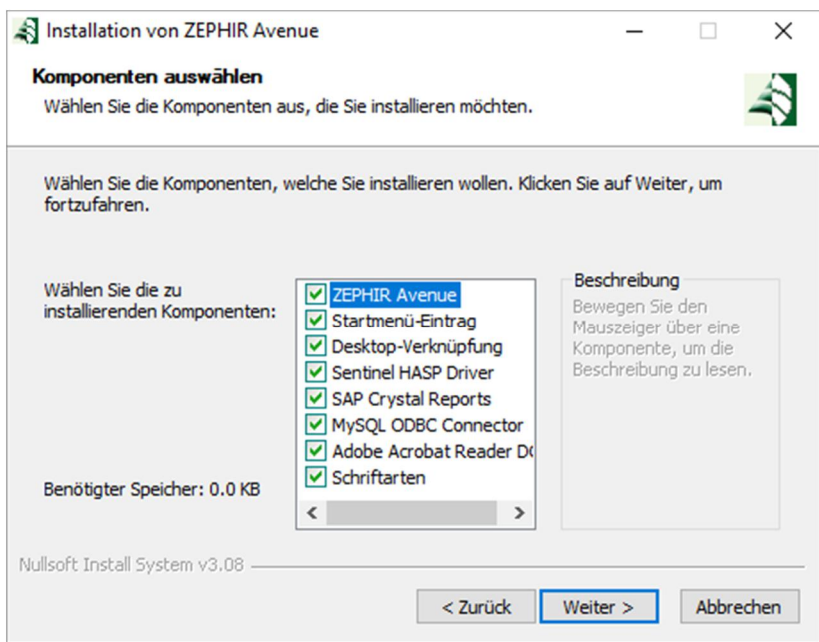 Installation von ZEPHIR Avenue
Komponenten auswählen
Wählen Sie die Komponenten aus, die Sie installieren möchten.
Wählen Sie die Komponenten, welche Sie installieren wollen. Klicken Sie auf Weiter, um
fortzufahren.
Wählen Sie die zu
installierenden Komponenten:
ZEPHIR Avenue
Startmenü-Eintrag
Desktop-Verknüpfung
Sentinel HASP Driver
SAP Crystal Reports
MySQL ODBC Connector
Adobe Acrobat Reader
Schriftarten
Beschreibung
Bewegen Sie den
Mauszeiger über eine
Komponente, um die
Beschreibung zu lesen.
Benötigter Speicher: 0.0 KB
Nullsoft Install System v3.08
< Zurück
Weiter >
Abbrechen